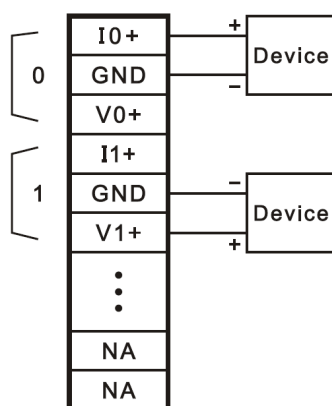 I0+
+
Device
0
GND
−
V0+
I1+
1
GND
−
Device
V1+
+
NA
NA